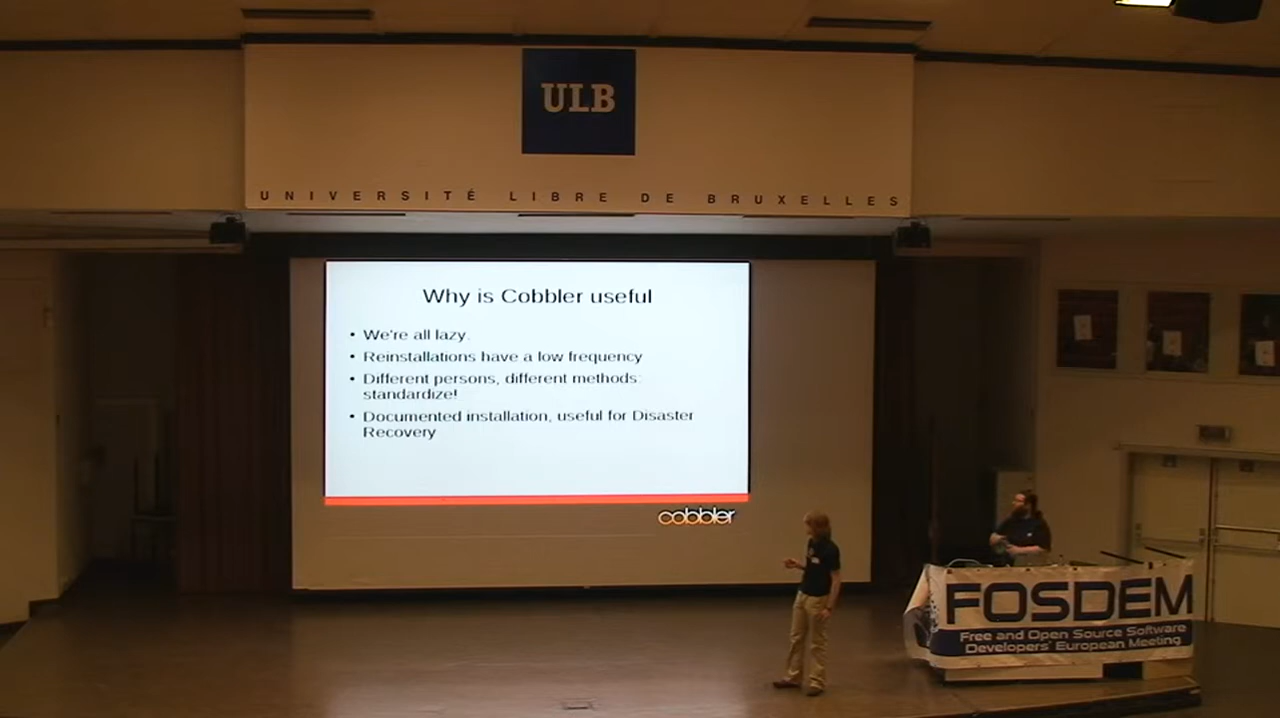 ULB
UNIVERSITÉ LIBRE DE BRUXELLES
Why is Cobbler useful
• We're all lazy.
• Reinstallations have a low frequency
• Different persons, different methods:
standardize!
• Documented installation, useful for Disaster
Recovery
cobbler
FOSDEM
Free and Open Source Software
Developers' European Meeting